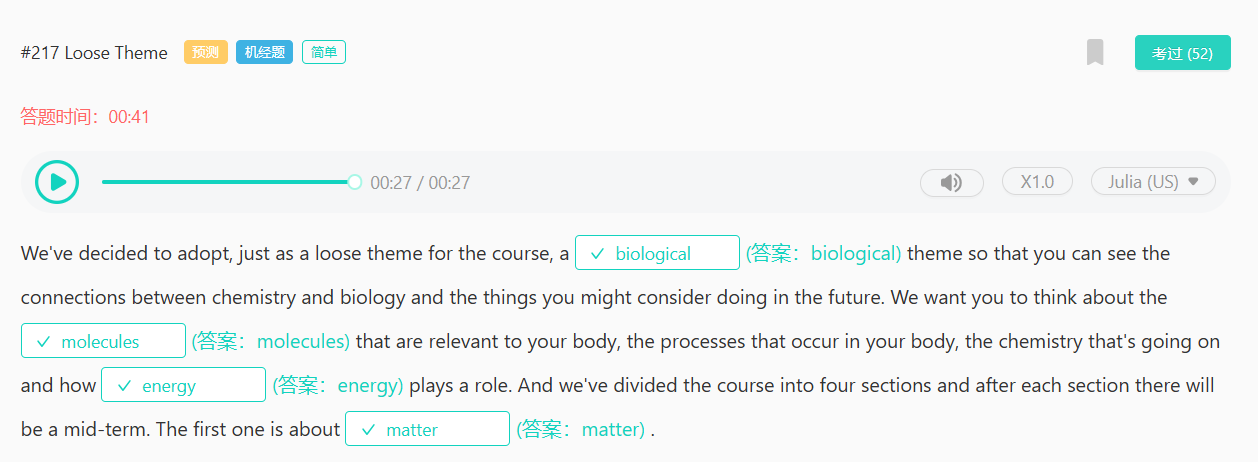 #217 Loose Theme 预测 机经题 简单 考过 (52)
答题时间：00:41
00:27 / 00:27 X1.0 Julia (US)
We've decided to adopt, just as a loose theme for the course, a biological (答案：biological) theme so that you can see the
connections between chemistry and biology and the things you might consider doing in the future. We want you to think about the
molecules (答案：molecules) that are relevant to your body, the processes that occur in your body, the chemistry that's going on
and how energy (答案：energy) plays a role. And we've divided the course into four sections and after each section there will
be a mid-term. The first one is about matter (答案：matter) .